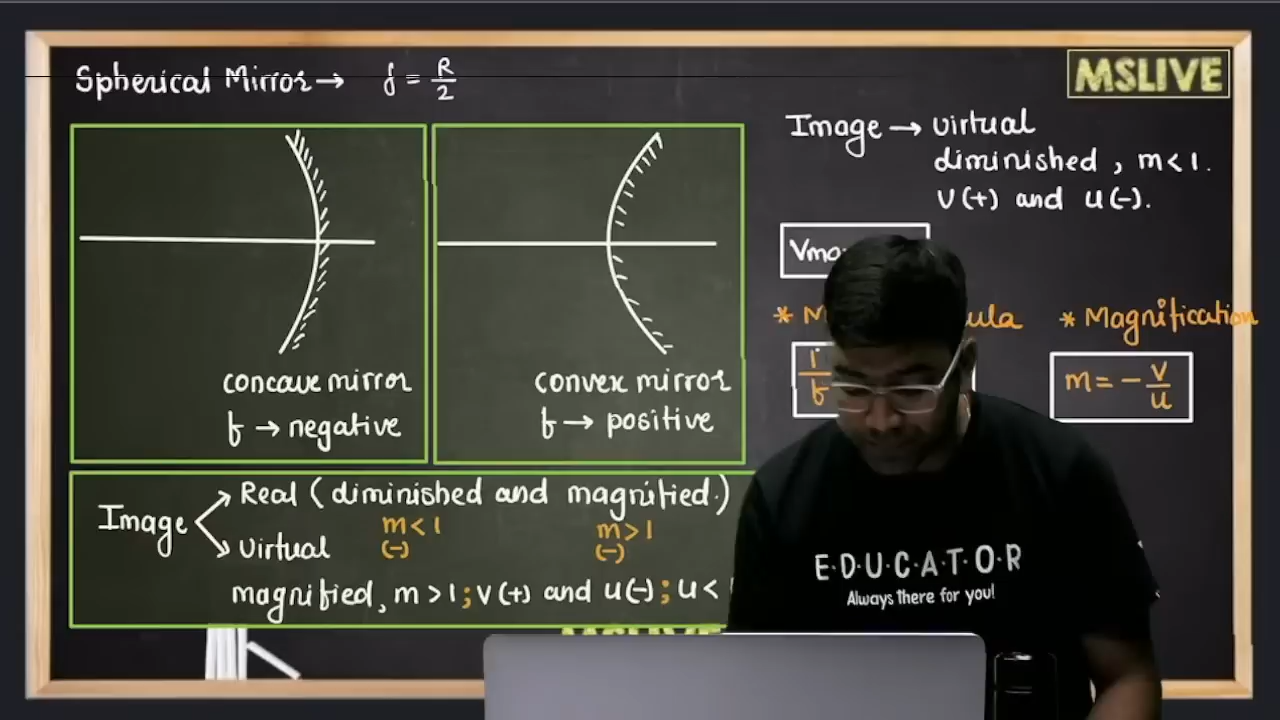 Spherical Mirror → f = R/2
MSLIVE
Image → virtual
diminished, m < 1.
V(+) and u(-).
concave mirror
f → negative
convex mirror
f → positive
* Magnification
m = - v/u
Image
Real (diminished and magnified.)
m < 1
m > 1
(-)
(-)
virtual
magnified, m > 1; V(+) and u(-); u <
E·D·U·C·A·T·O·R
Always there for you!